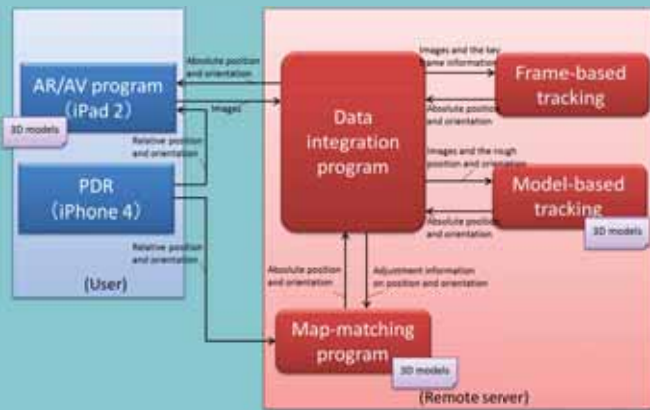 AR/AV program
(iPad 2)
3D models
PDR
(iPhone 4)
(User)
Absolute position
and orientation
Images
Relative position
and orientation
Relative position
and orientation
Data
integration
program
Images and the key
frame information
Absolute position
and orientation
Images and the rough
position and orientation
Absolute position
and orientation
Frame-based
tracking
Model-based
tracking
3D models
Absolute position
and orientation
Adjustment information
on position and orientation
Map-matching
program
3D models
(Remote server)